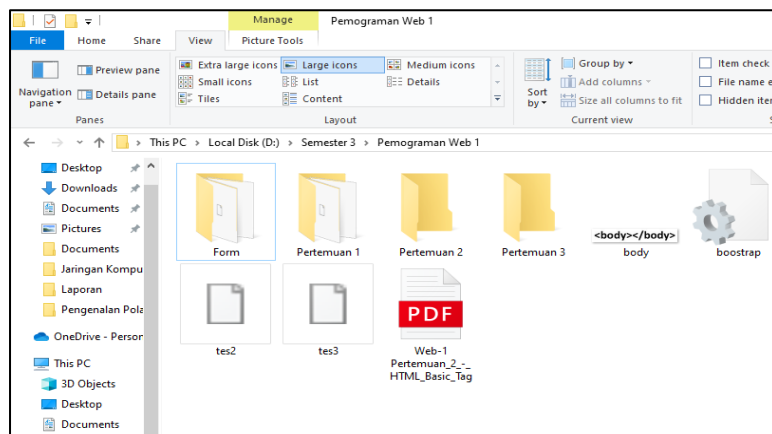 Manage
Pemograman Web 1
File
Home
Share
View
Picture Tools
Navigation pane
Preview pane
Details pane
Panes
Extra large icons
Large icons
Medium icons
Small icons
List
Details
Tiles
Content
Layout
Sort by
Group by
Add columns
Size all columns to fit
Current view
Item check
File name e
Hidden iter
This PC > Local Disk (D:) > Semester 3 > Pemograman Web 1
Desktop
Downloads
Documents
Pictures
Documents
Jaringan Kompu
Laporan
Pengenalan Pola
OneDrive - Person
This PC
3D Objects
Desktop
Documents
Form
Pertemuan 1
Pertemuan 2
Pertemuan 3
<body></body>
body
boostrap
tes2
tes3
PDF
Web-1
Pertemuan_2_-_
HTML_Basic_Tag